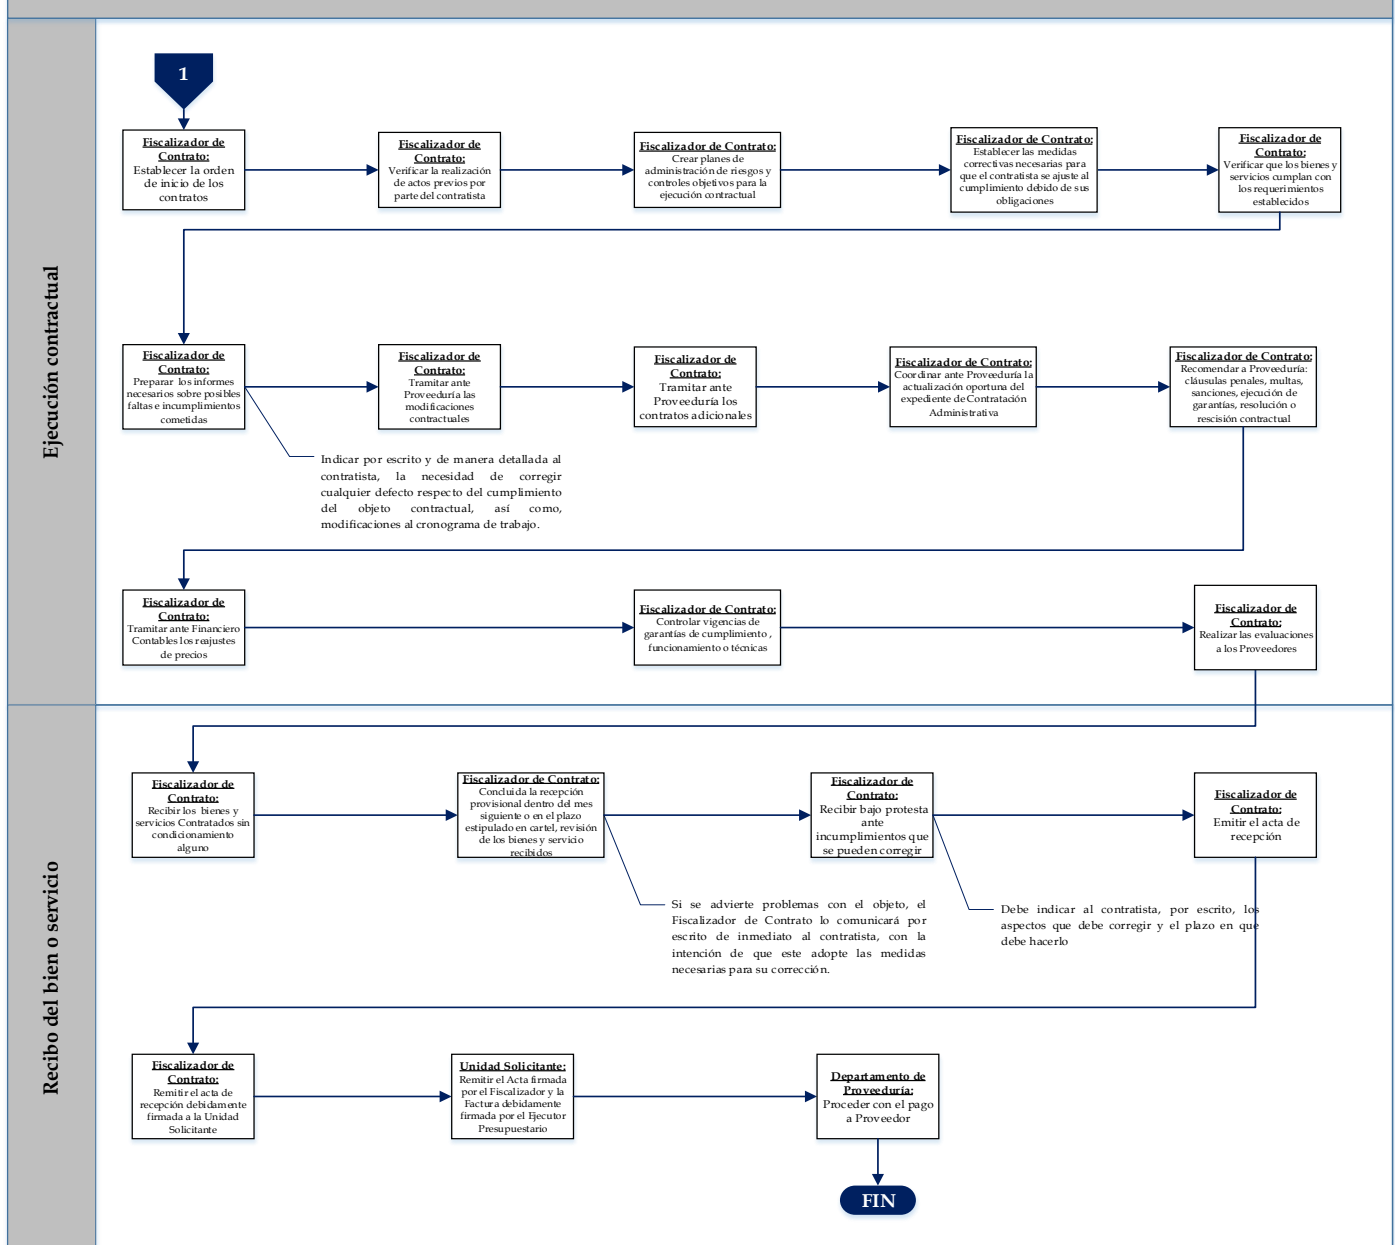 1
Ejecución contractual
Fiscalizador de
Contrato:
Establecer la orden
de inicio de los
contratos
Fiscalizador de
Contrato:
Verificar la realización
de actos previos por
parte del contratista
Fiscalizador de Contrato:
Crear planes de
administración de riesgos y
controles objetivos para la
ejecución contractual
Fiscalizador de Contrato:
Establecer las medidas
correctivas necesarias para
que el contratista se ajuste al
cumplimiento debido de sus
obligaciones
Fiscalizador de
Contrato:
Verificar que los bienes y
servicios cumplan con
los requerimientos
establecidos
Fiscalizador de
Contrato:
Preparar los informes
necesarios sobre posibles
faltas e incumplimientos
cometidas
Fiscalizador de
Contrato:
Tramitar ante
Proveeduría las
modificaciones
contractuales
Fiscalizador de
Contrato:
Tramitar ante
Proveeduría los
contratos adicionales
Fiscalizador de Contrato:
Coordinar ante Proveeduría la
actualización oportuna del
expediente de Contratación
Administrativa
Fiscalizador de Contrato:
Recomendar a Proveeduría:
cláusulas penales, multas,
sanciones, ejecución de
garantías, resolución o
rescisión contractual
Indicar por escrito y de manera detallada al
contratista, la necesidad de corregir
cualquier defecto respecto del cumplimiento
del objeto contractual, así como,
modificaciones al cronograma de trabajo.
Fiscalizador de
Contrato:
Tramitar ante Financiero
Contables los reajustes
de precios
Fiscalizador de Contrato:
Controlar vigencias de
garantías de cumplimiento ,
funcionamiento o técnicas
Fiscalizador de
Contrato:
Realizar las evaluaciones
a los Proveedores
Recibo del bien o servicio
Fiscalizador de
Contrato:
Recibir los bienes y
servicios Contratados sin
condicionamiento
alguno
Fiscalizador de Contrato:
Concluida la recepción
provisional dentro del mes
siguiente o en el plazo
estipulado en cartel, revisión
de los bienes y servicio
recibidos
Fiscalizador de
Contrato:
Recibir bajo protesta
ante
incumplimientos que
se pueden corregir
Fiscalizador de
Contrato:
Emitir el acta de
recepción
Si se advierte problemas con el objeto, el
Fiscalizador de Contrato lo comunicará por
escrito de inmediato al contratista, con la
intención de que este adopte las medidas
necesarias para su corrección.
Debe indicar al contratista, por escrito, los
aspectos que debe corregir y el plazo en que
debe hacerlo
Fiscalizador de
Contrato:
Remitir el acta de
recepción debidamente
firmada a la Unidad
Solicitante
Unidad Solicitante:
Remitir el Acta firmada
por el Fiscalizador y la
Factura debidamente
firmada por el Ejecutor
Presupuestario
Departamento de
Proveeduría:
Proceder con el pago
a Proveedor
FIN